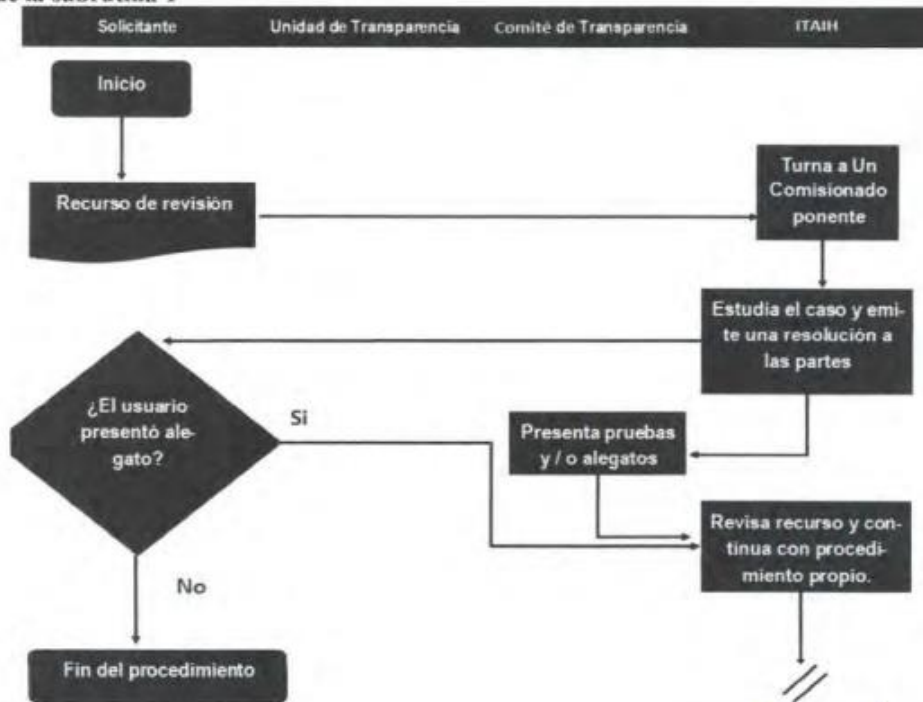 Solicitante Unidad de Transparencia Comité de Transparencia ITAIH
Inicio
Recurso de revisión
Turna a Un
Comisionado
ponente
Estudia el caso y emi-
te una resolución a
las partes
¿El usuario
presentó ale-
gato?
Si
Presenta pruebas
y / o alegatos
Revisa recurso y con-
tinua con procedi-
miento propio.
No
Fin del procedimiento